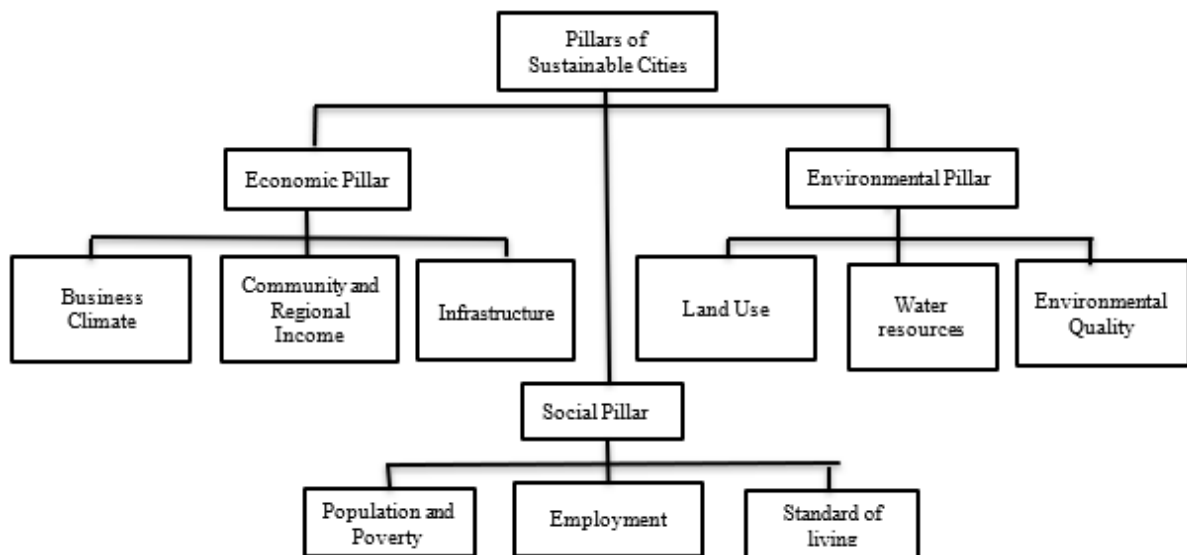 Pillars of
Sustainable Cities
Economic Pillar
Environmental Pillar
Business
Climate
Community and
Regional
Income
Infrastructure
Land Use
Water
resources
Environmental
Quality
Social Pillar
Population and
Poverty
Employment
Standard of
living